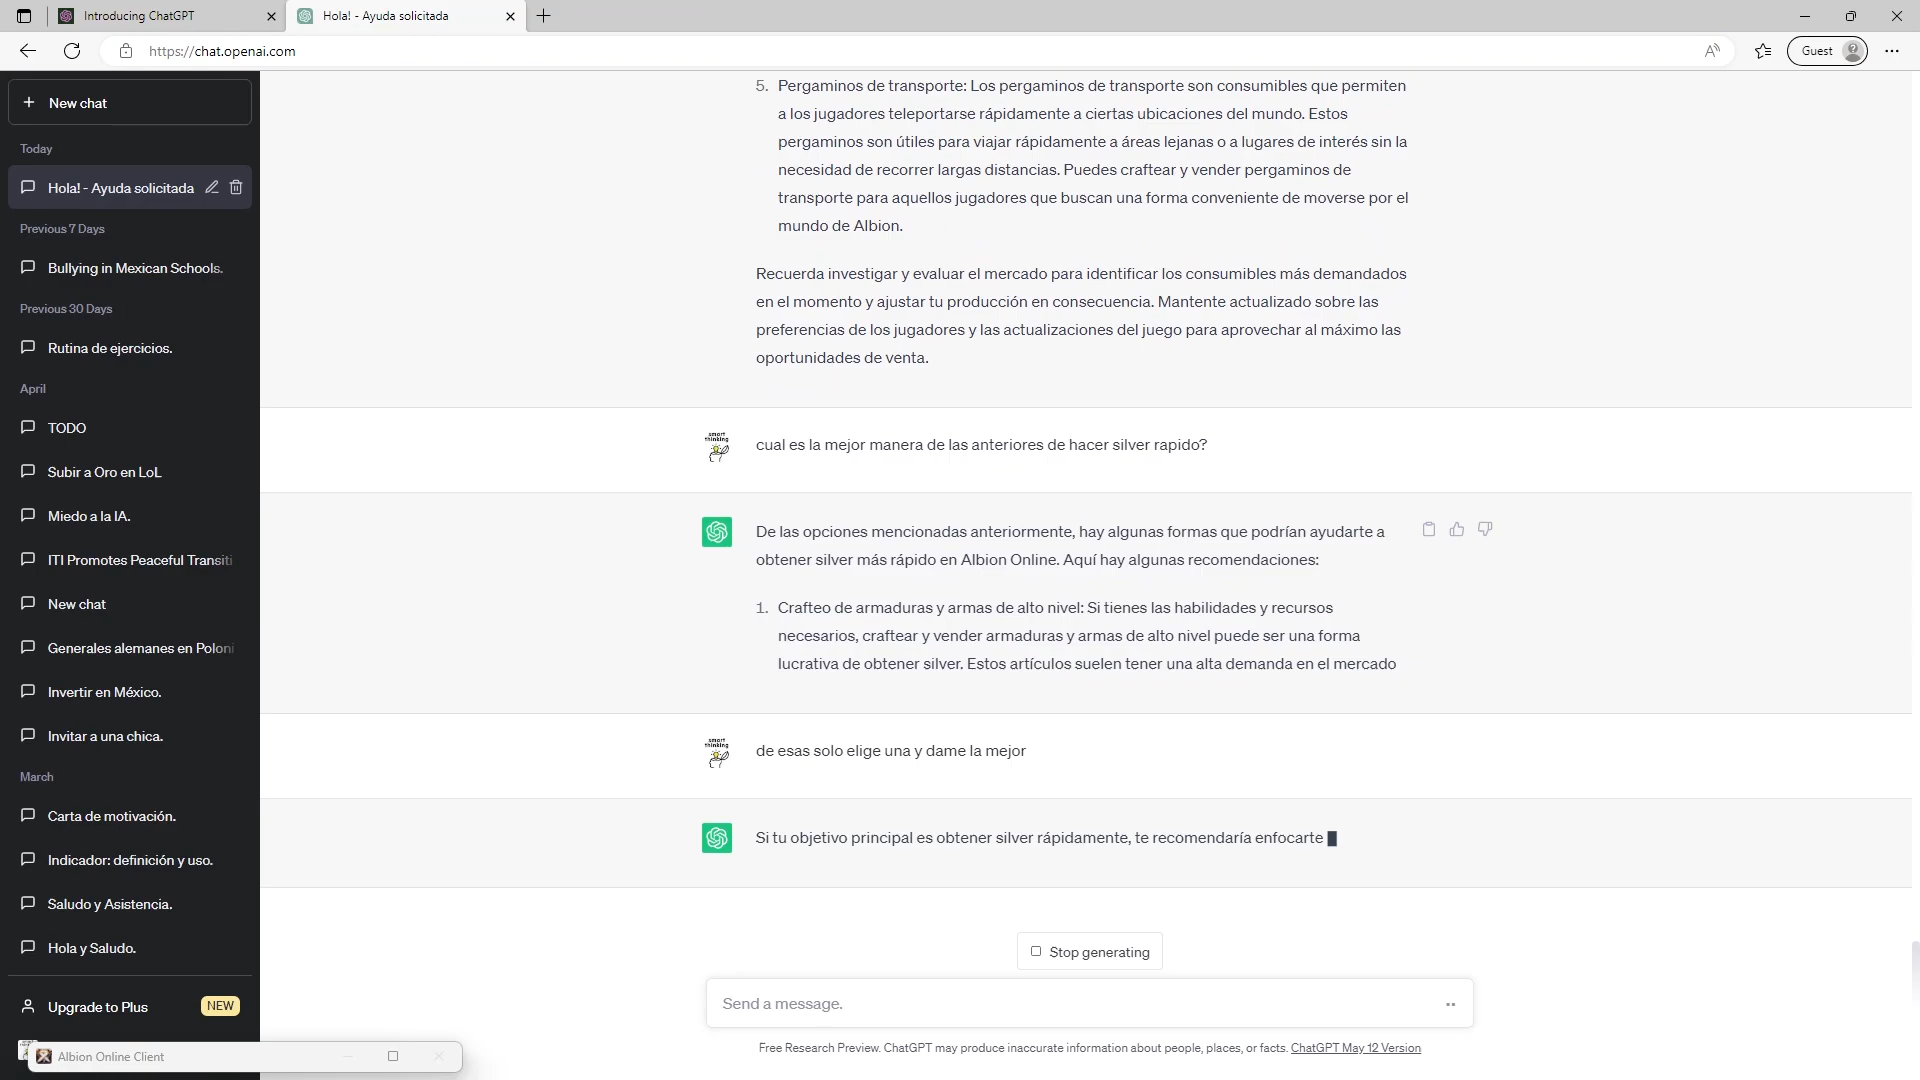 Introducing ChatGPT
Hola! - Ayuda solicitada
https://chat.openai.com
Guest
New chat
Today
Hola! - Ayuda solicitada
Previous 7 Days
Bullying in Mexican Schools.
Previous 30 Days
Rutina de ejercicios.
April
TODO
Subir a Oro en LoL
Miedo a la IA.
ITI Promotes Peaceful Transiti
New chat
Generales alemanes en Poloni
Invertir en México.
Invitar a una chica.
March
Carta de motivación.
Indicador: definición y uso.
Saludo y Asistencia.
Hola y Saludo.
Upgrade to Plus
NEW
Albion Online Client
5. Pergaminos de transporte: Los pergaminos de transporte son consumibles que permiten
a los jugadores teleportarse rápidamente a ciertas ubicaciones del mundo. Estos
pergaminos son útiles para viajar rápidamente a áreas lejanas o a lugares de interés sin la
necesidad de recorrer largas distancias. Puedes craftear y vender pergaminos de
transporte para aquellos jugadores que buscan una forma conveniente de moverse por el
mundo de Albion.
Recuerda investigar y evaluar el mercado para identificar los consumibles más demandados
en el momento y ajustar tu producción en consecuencia. Mantente actualizado sobre las
preferencias de los jugadores y las actualizaciones del juego para aprovechar al máximo las
oportunidades de venta.
smart
thinking
cual es la mejor manera de las anteriores de hacer silver rapido?
De las opciones mencionadas anteriormente, hay algunas formas que podrían ayudarte a
obtener silver más rápido en Albion Online. Aquí hay algunas recomendaciones:
1. Crafteo de armaduras y armas de alto nivel: Si tienes las habilidades y recursos
necesarios, craftear y vender armaduras y armas de alto nivel puede ser una forma
lucrativa de obtener silver. Estos artículos suelen tener una alta demanda en el mercado
smart
thinking
de esas solo elige una y dame la mejor
Si tu objetivo principal es obtener silver rápidamente, te recomendaría enfocarte
Stop generating
Send a message.
Free Research Preview. ChatGPT may produce inaccurate information about people, places, or facts. ChatGPT May 12 Version